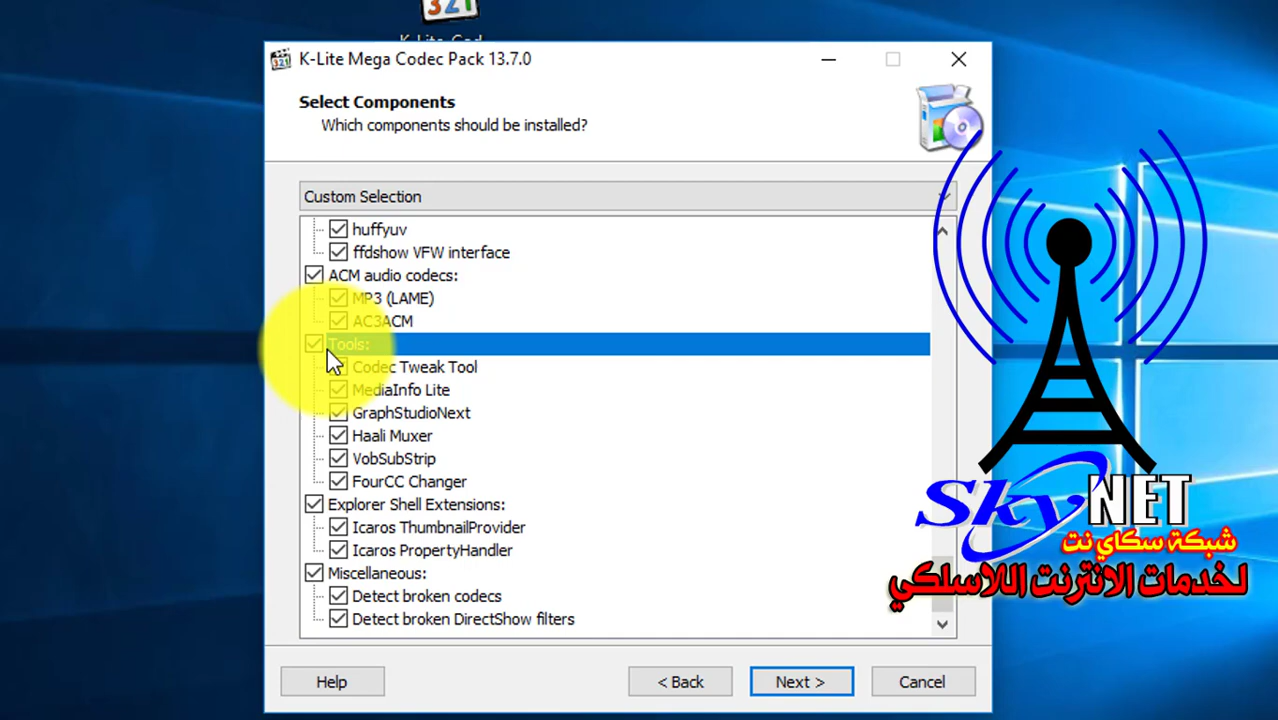 321
K-Lite Mega Codec Pack 13.7.0
Select Components
Which components should be installed?
Custom Selection
huffyuv
ffdshow VFW interface
ACM audio codecs:
MP3 (LAME)
AC3ACM
Tools:
Codec Tweak Tool
MediaInfo Lite
GraphStudioNext
Haali Muxer
VobSubStrip
FourCC Changer
Explorer Shell Extensions:
Icaros ThumbnailProvider
Icaros PropertyHandler
Miscellaneous:
Detect broken codecs
Detect broken DirectShow filters
Help
< Back
Next >
Cancel
SkyNET
شبكة سكاي نت
لخدمات الانترنت اللاسلكي